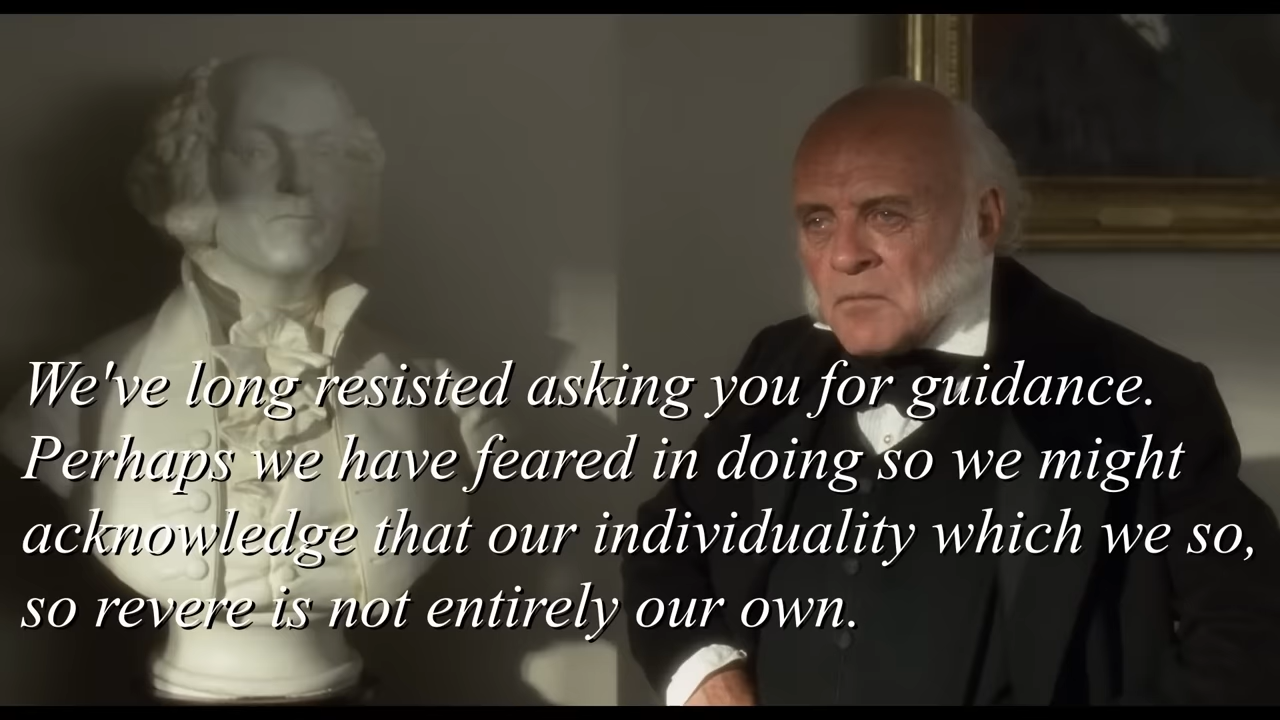 We've long resisted asking you for guidance.
Perhaps we have feared in doing so we might
acknowledge that our individuality which we so,
so revere is not entirely our own.